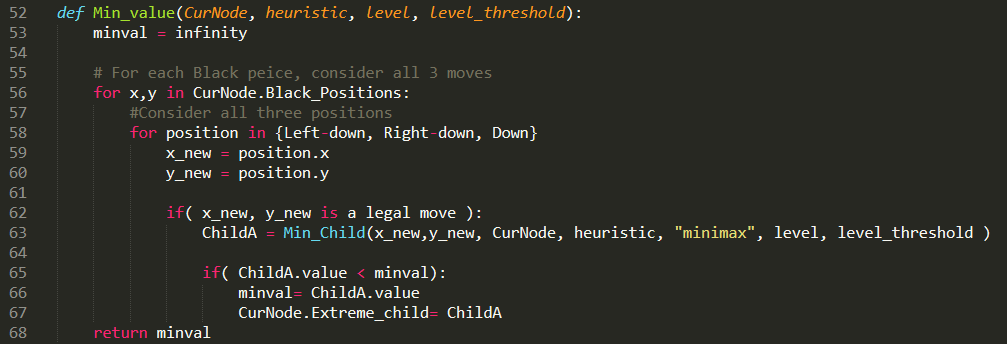 52 def Min_value(CurNode, heuristic, level, level_threshold):
53 minval = infinity
54
55 # For each Black peice, consider all 3 moves
56 for x,y in CurNode.Black_Positions:
57 #Consider all three positions
58 for position in {Left-down, Right-down, Down}
59 x_new = position.x
60 y_new = position.y
61
62 if( x_new, y_new is a legal move ):
63 ChildA = Min_Child(x_new,y_new, CurNode, heuristic, "minimax", level, level_threshold )
64
65 if( ChildA.value < minval):
66 minval= ChildA.value
67 CurNode.Extreme_child= ChildA
68 return minval